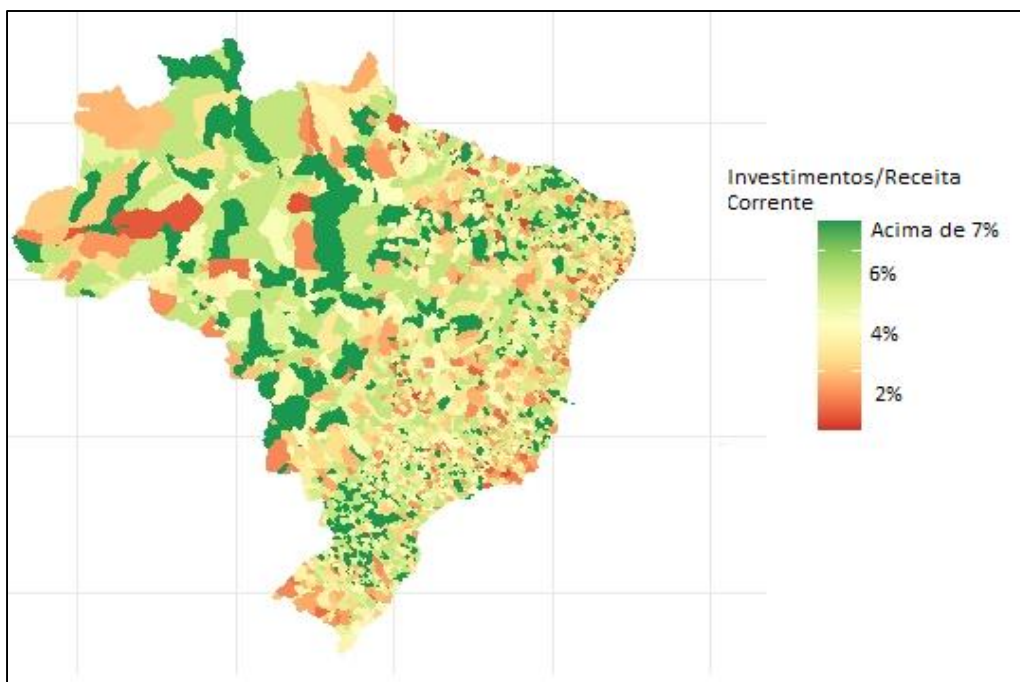 Investimentos/Receita
Corrente
Acima de 7%
6%
4%
2%